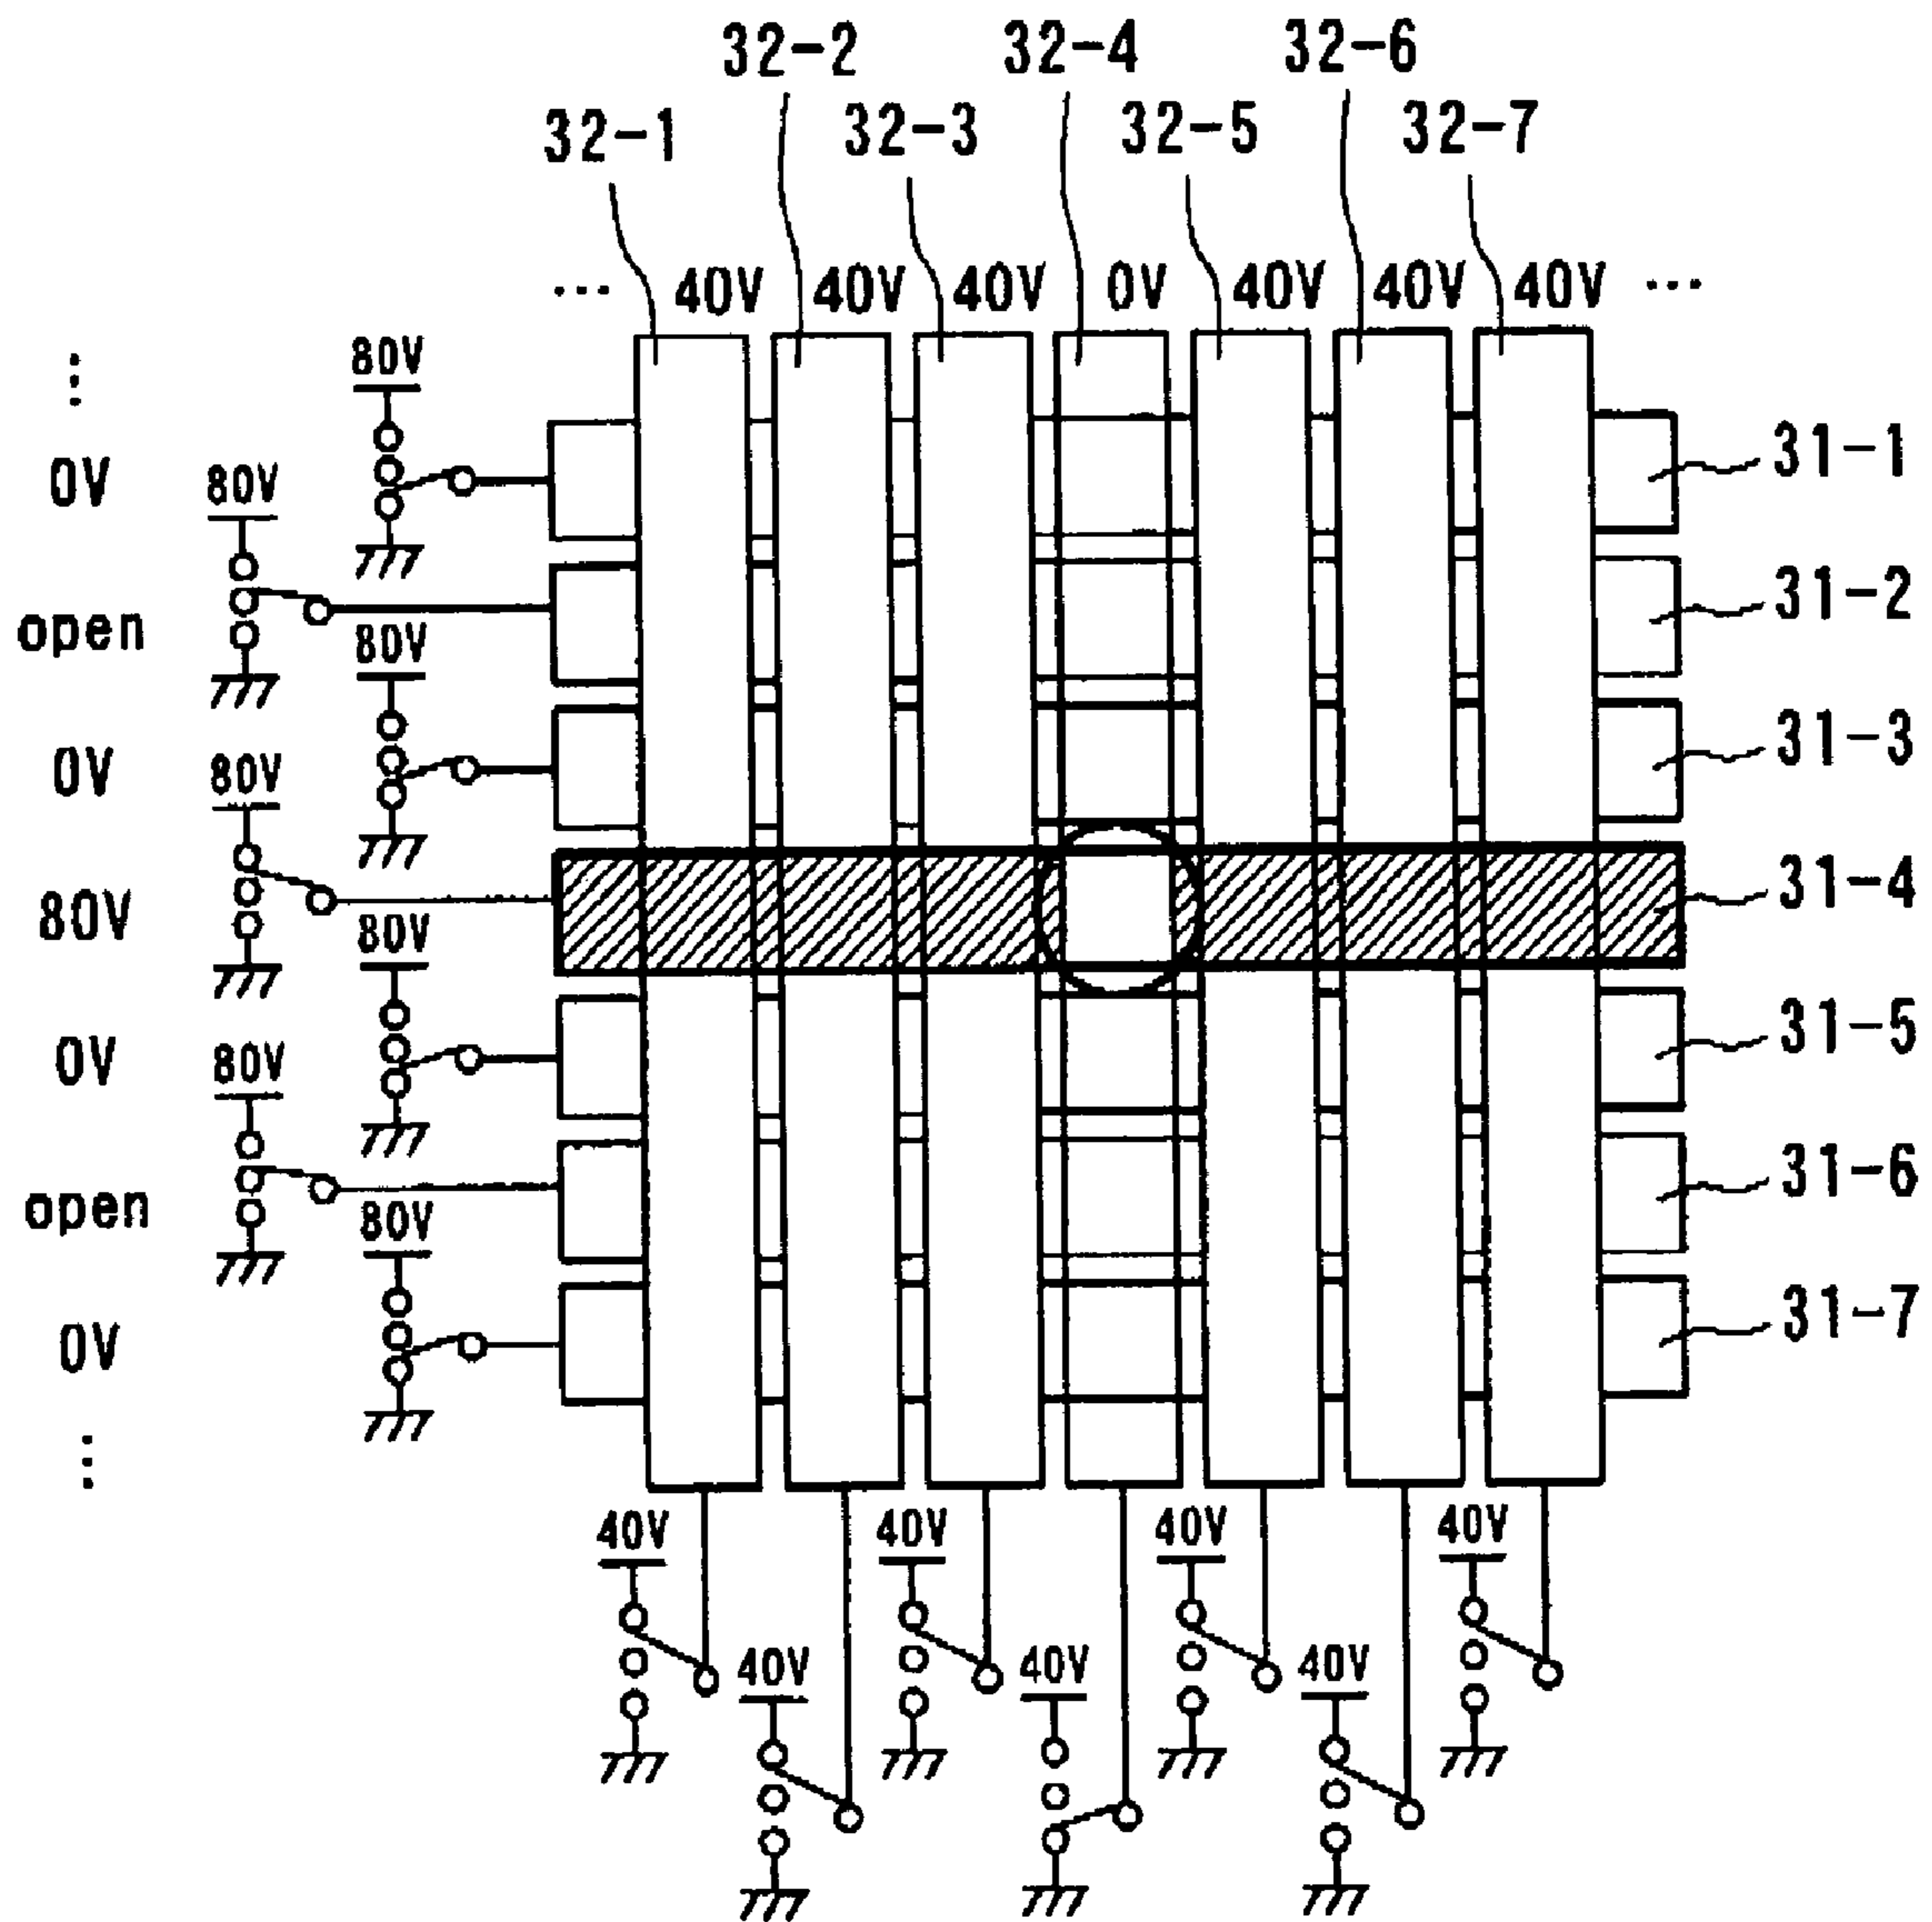 32-2 32-4 32-6
32-1 32-3 32-5 32-7
... 40V 40V 40V 0V 40V 40V 40V ...
⋮ 80V
0V 80V 31-1
open 80V 31-2
0V 80V 31-3
80V 80V 31-4
0V 80V 31-5
open 80V 31-6
0V 31-7
⋮
40V 40V 40V 40V
40V 40V 40V